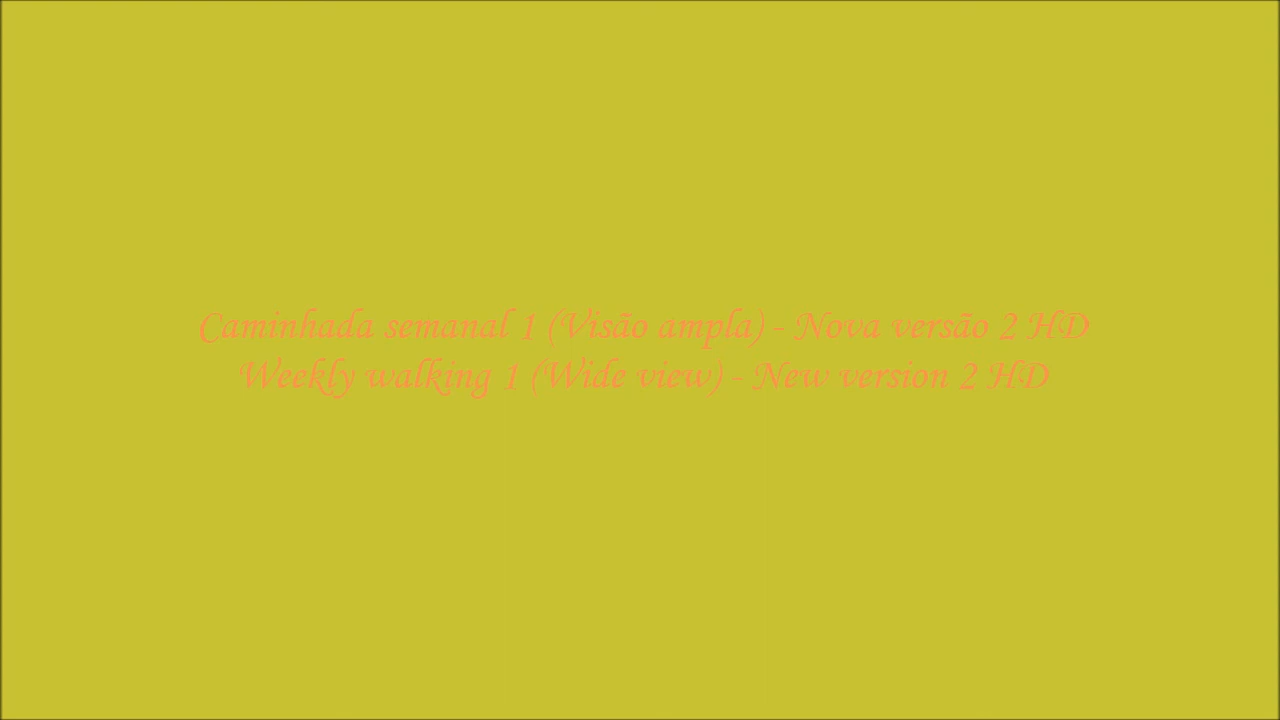 Caminhada semanal 1 (Visão ampla) - Nova versão 2 HD
Weekly walking 1 (Wide view) - New version 2 HD